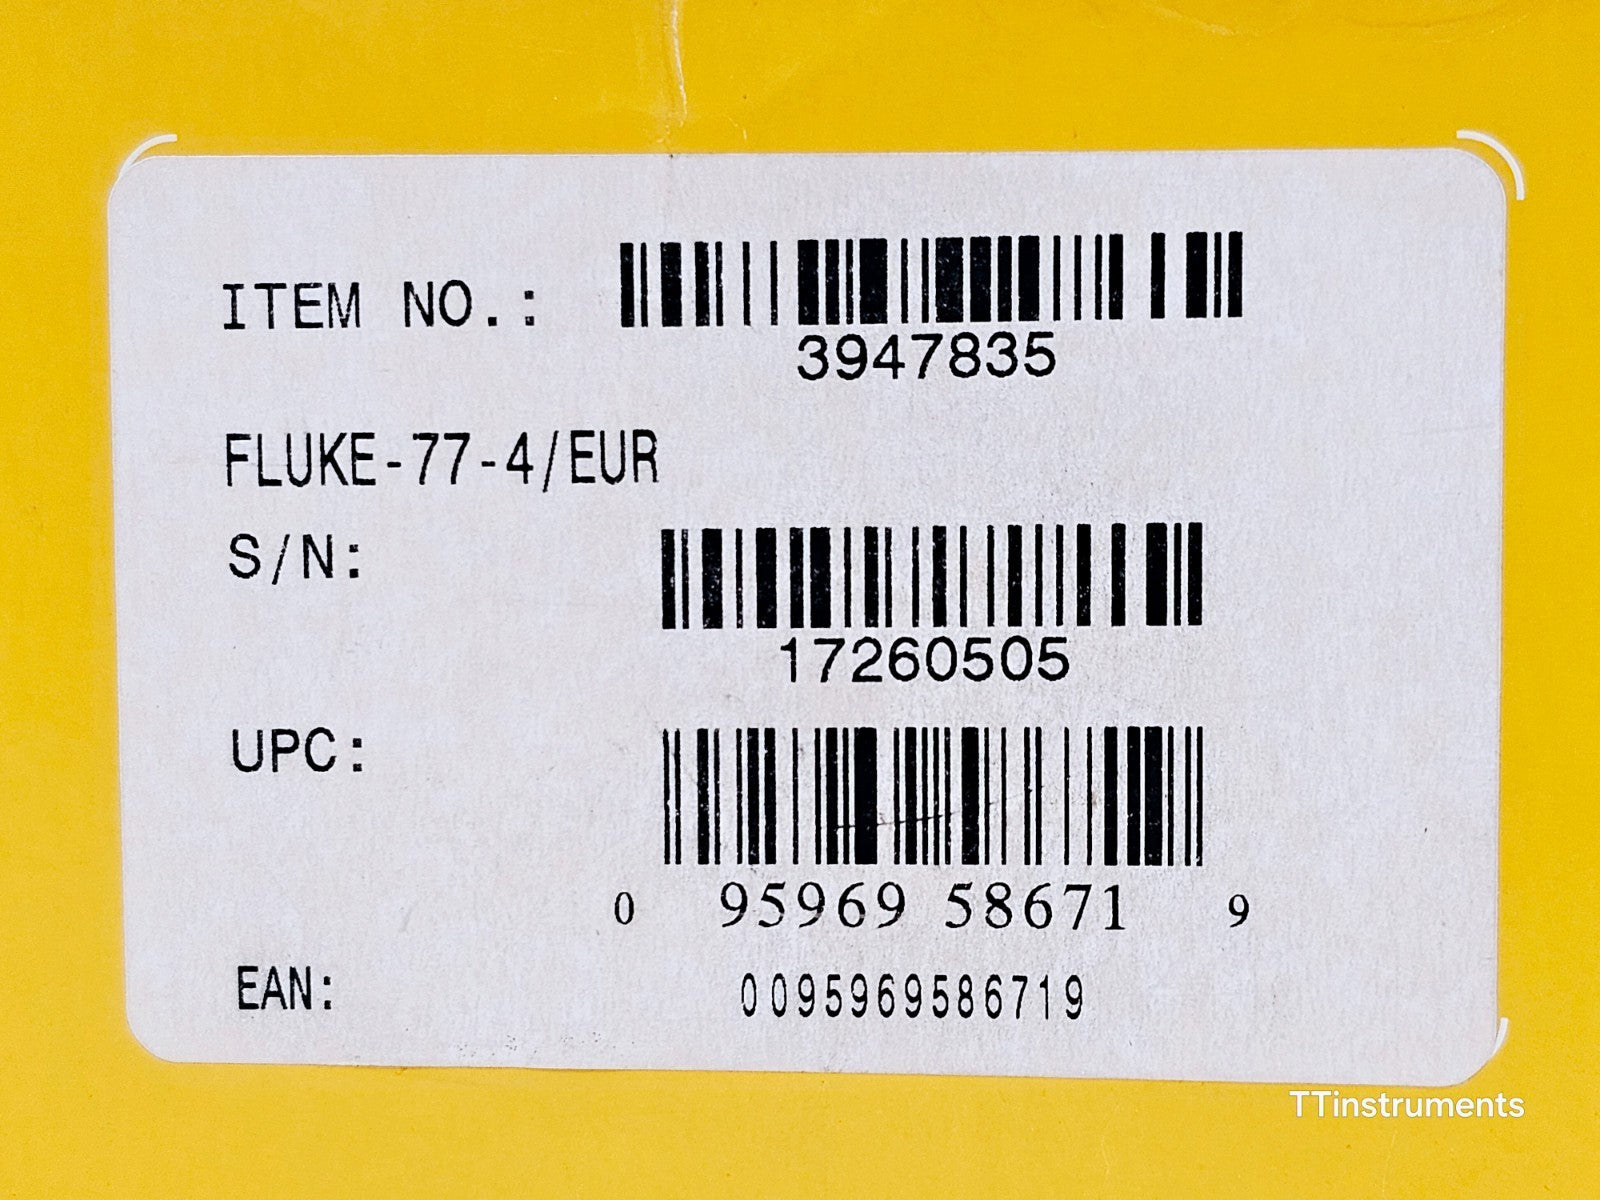 ITEM NO.:
3947835
FLUKE-77-4/EUR
S/N:
17260505
UPC:
0 95969 58671 9
EAN: 0095969586719
TTinstruments